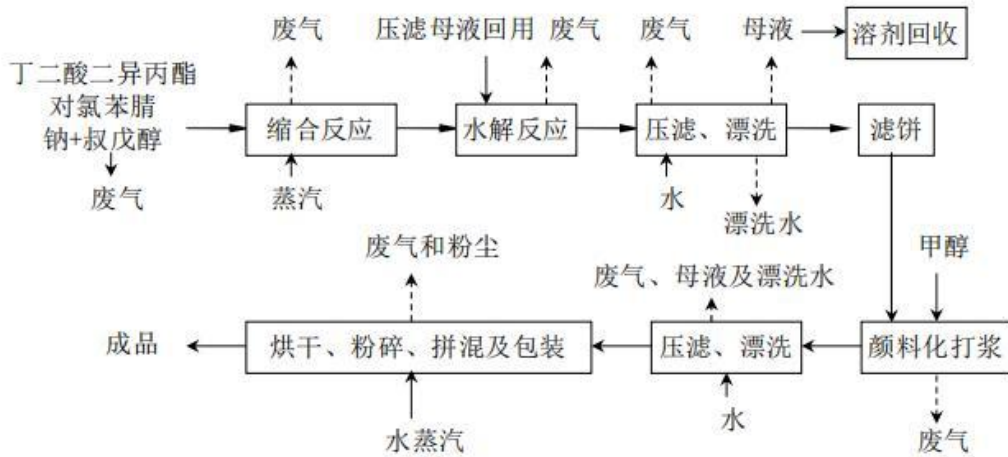 废气
压滤母液回用
废气
废气
母液
溶剂回收
丁二酸二异丙酯
对氯苯腈
钠+叔戊醇
缩合反应
水解反应
压滤、漂洗
滤饼
废气
蒸汽
水
漂洗水
废气和粉尘
废气、母液及漂洗水
甲醇
成品
烘干、粉碎、拼混及包装
压滤、漂洗
颜料化打浆
水蒸汽
水
废气